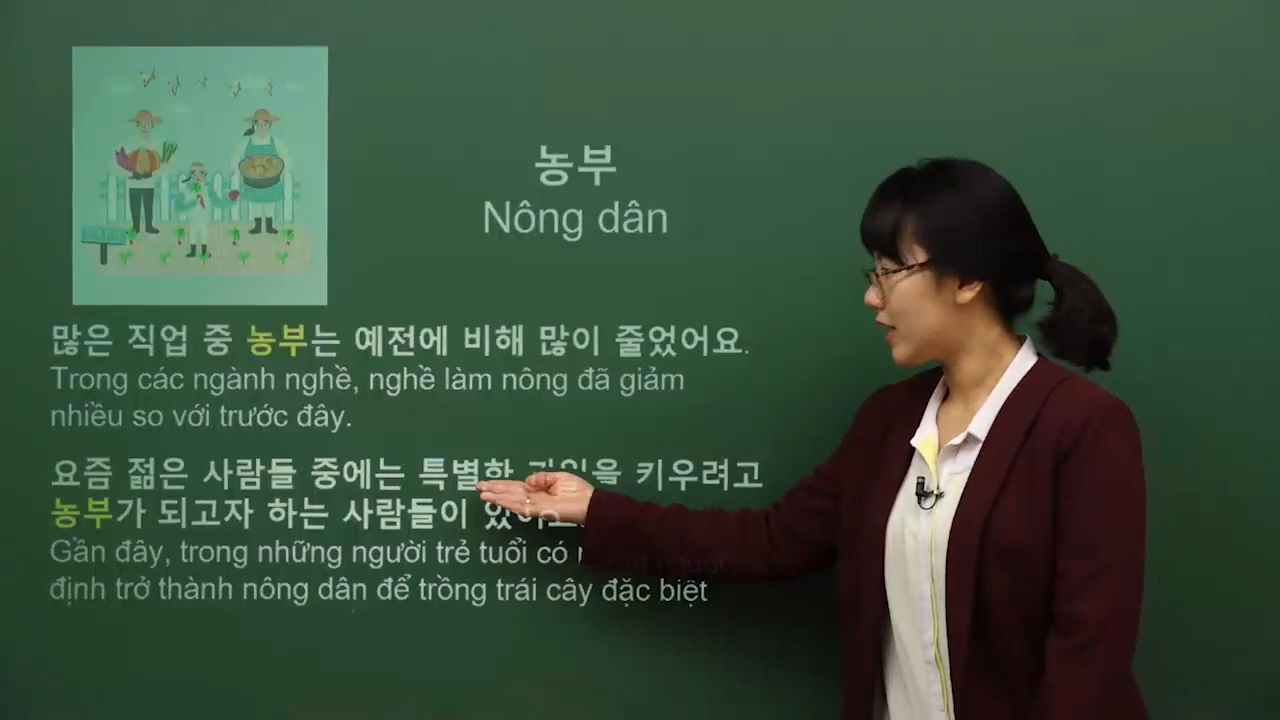 농부
Nông dân
많은 직업 중 농부는 예전에 비해 많이 줄었어요.
Trong các ngành nghề, nghề làm nông đã giảm
nhiều so với trước đây.
요즘 젊은 사람들 중에는 특별한 키우려고
농부가 되고자 하는 사람들이
Gần đây, trong những người trẻ tuổi có
định trở thành nông dân để trồng trái cây đặc biệt